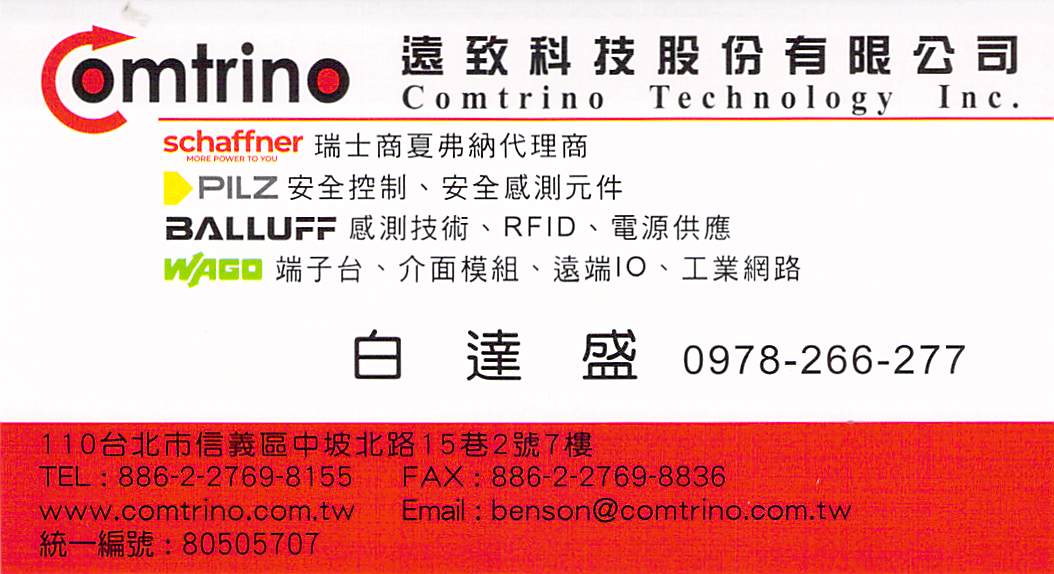 Comtrino 遠致科技股份有限公司
Comtrino Technology Inc.
schaffner 瑞士商夏弗納代理商
MORE POWER TO YOU
PILZ 安全控制、安全感測元件
BALLUFF 感測技術、RFID、電源供應
WAGO 端子台、介面模組、遠端IO、工業網路
白達盛 0978-266-277
110台北市信義區中坡北路15巷2號7樓
TEL : 886-2-2769-8155 FAX : 886-2-2769-8836
www.comtrino.com.tw Email : benson@comtrino.com.tw
統一編號 : 80505707